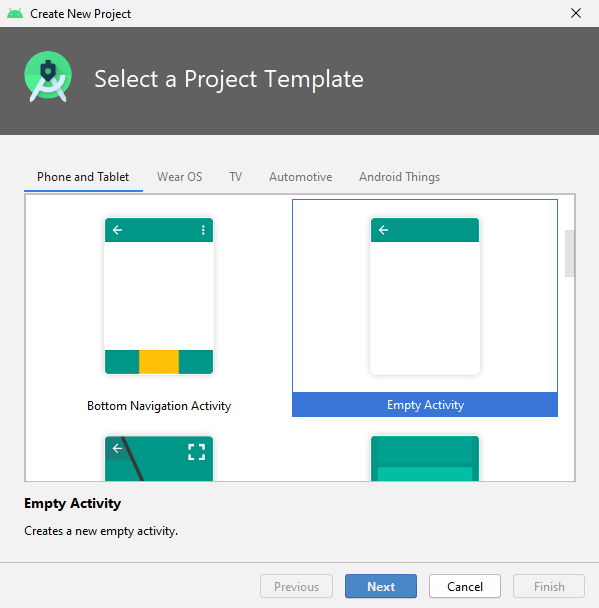 Create New Project
Select a Project Template
Phone and Tablet Wear OS TV Automotive Android Things
Bottom Navigation Activity Empty Activity
Empty Activity
Creates a new empty activity.
Previous Next Cancel Finish